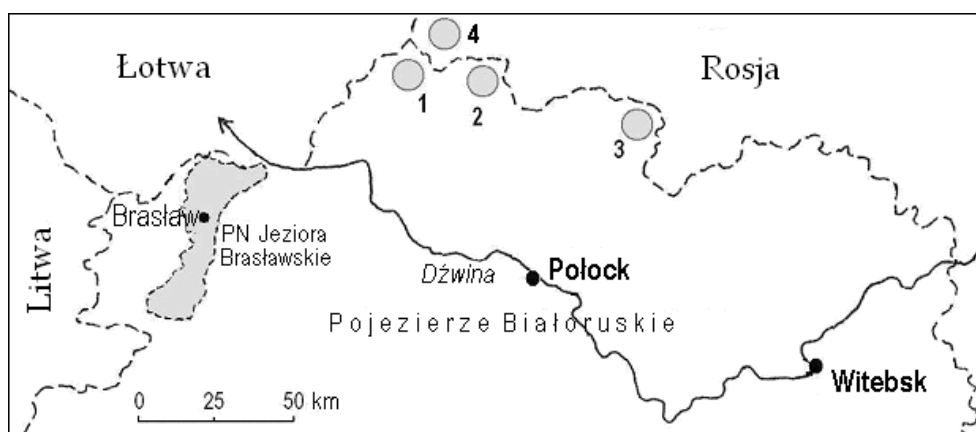 4
Łotwa
Rosja
1
2
3
Brasław
PN Jeziora
Brasławskie
Litwa
Dźwina
Połock
Pojezierze Białoruskie
Witebsk
0 25 50 km